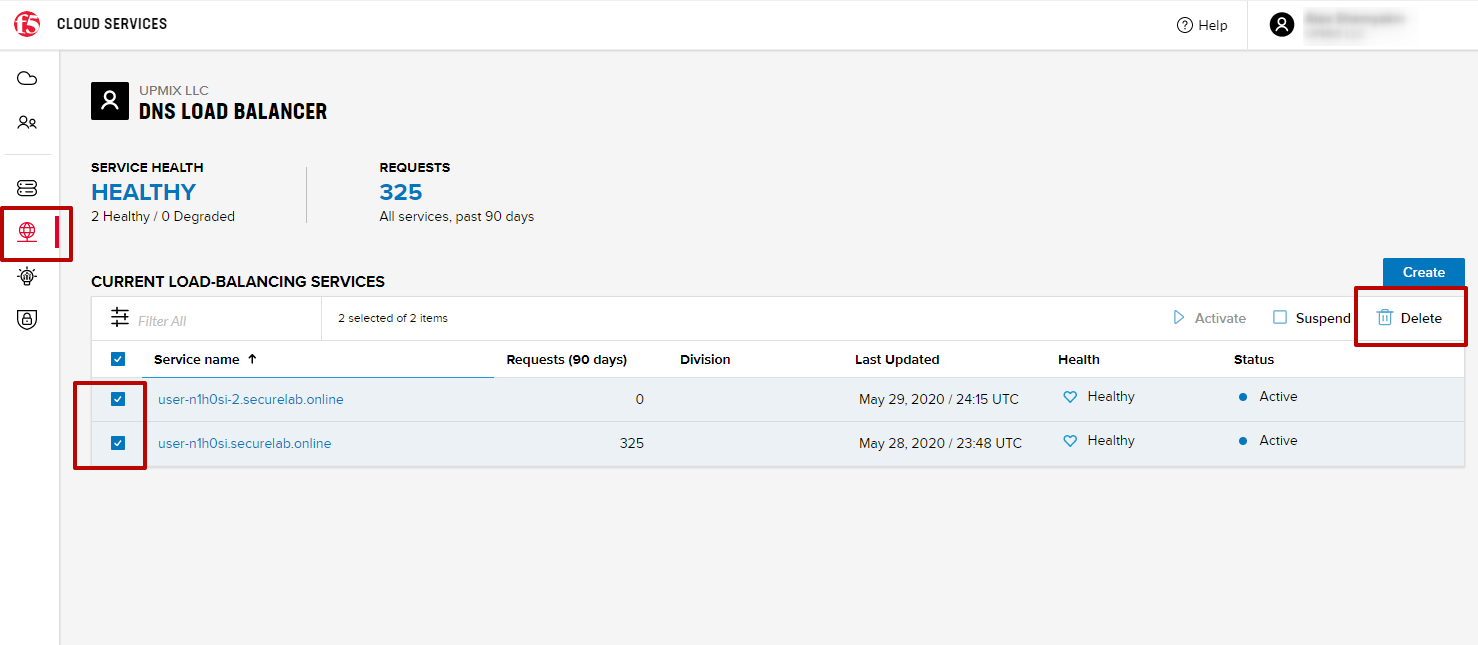 f5 CLOUD SERVICES
? Help
UPMIX LLC
DNS LOAD BALANCER
SERVICE HEALTH
HEALTHY
2 Healthy / 0 Degraded
REQUESTS
325
All services, past 90 days
CURRENT LOAD-BALANCING SERVICES
Create
Filter All
2 selected of 2 items
Activate
Suspend
Delete
Service name ↑ Requests (90 days) Division Last Updated Health Status
user-n1h0si-2.securelab.online 0 May 29, 2020 / 24:15 UTC Healthy Active
user-n1h0si.securelab.online 325 May 28, 2020 / 23:48 UTC Healthy Active